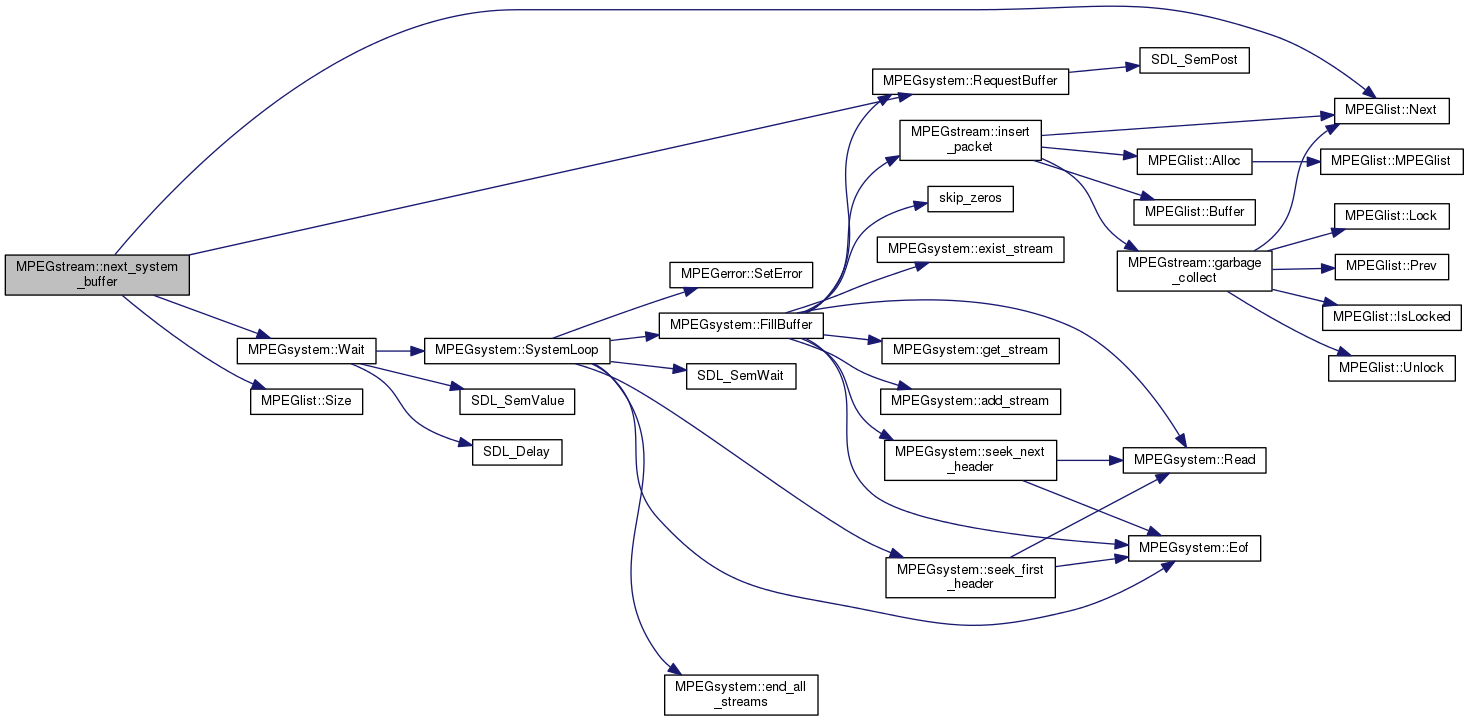 MPEGstream::next_system
_buffer
MPEGsystem::Wait
MPEGlist::Size
MPEGsystem::SystemLoop
SDL_SemValue
SDL_Delay
MPEGerror::SetError
MPEGsystem::FillBuffer
SDL_SemWait
MPEGsystem::end_all
_streams
MPEGsystem::RequestBuffer
MPEGstream::insert
_packet
skip_zeros
MPEGsystem::exist_stream
MPEGsystem::get_stream
MPEGsystem::add_stream
MPEGsystem::seek_next
_header
MPEGsystem::seek_first
_header
SDL_SemPost
MPEGlist::Alloc
MPEGlist::Buffer
MPEGstream::garbage
_collect
MPEGsystem::Read
MPEGsystem::Eof
MPEGlist::Next
MPEGlist::MPEGlist
MPEGlist::Lock
MPEGlist::Prev
MPEGlist::IsLocked
MPEGlist::Unlock